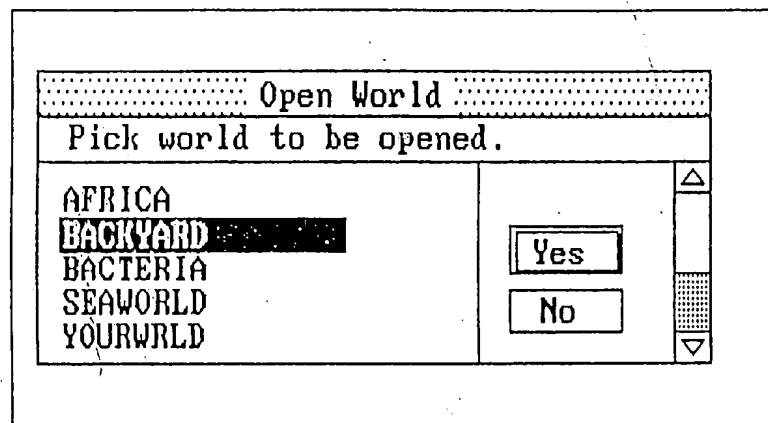 Open World
Pick world to be opened.
AFRICA
BACKYARD
BACTERIA
SEAWORLD
YOURWRLD
Yes
No